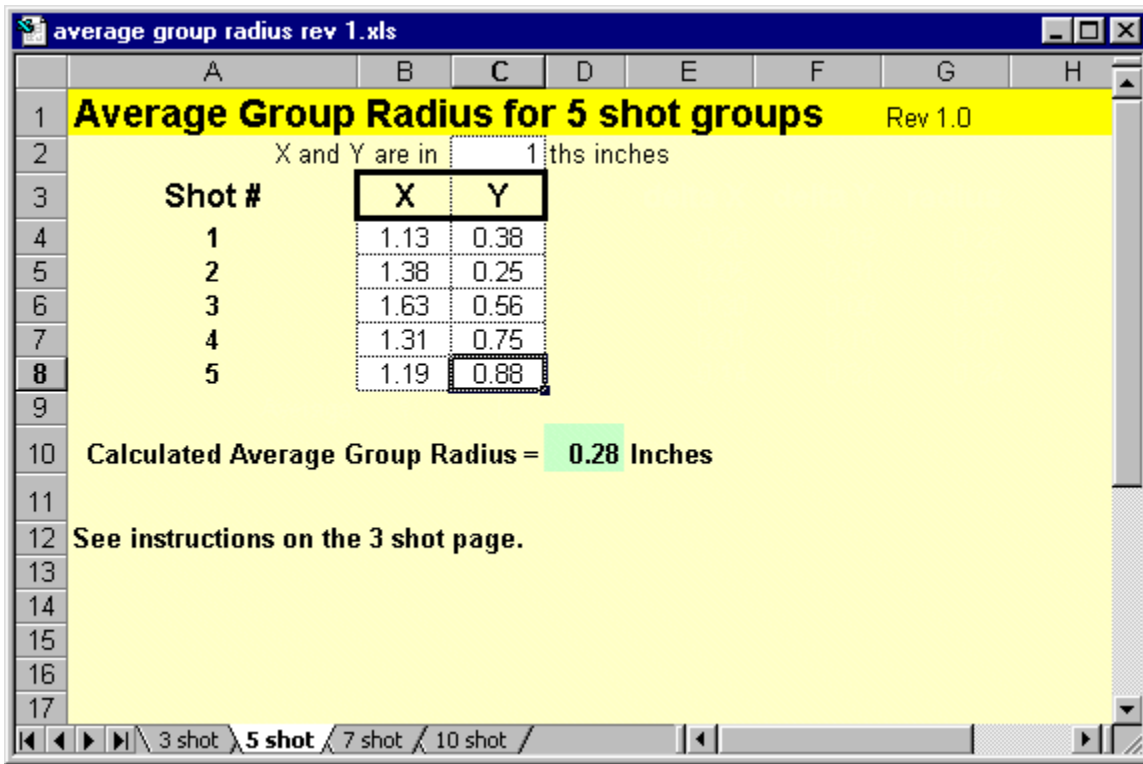 average group radius rev 1.xls
A B C D E F G H
1 Average Group Radius for 5 shot groups Rev 1.0
2 X and Y are in 1 ths inches
3 Shot # X Y
4 1 1.13 0.38
5 2 1.38 0.25
6 3 1.63 0.56
7 4 1.31 0.75
8 5 1.19 0.88
9
10 Calculated Average Group Radius = 0.28 Inches
11
12 See instructions on the 3 shot page.
13
14
15
16
17
3 shot 5 shot 7 shot 10 shot